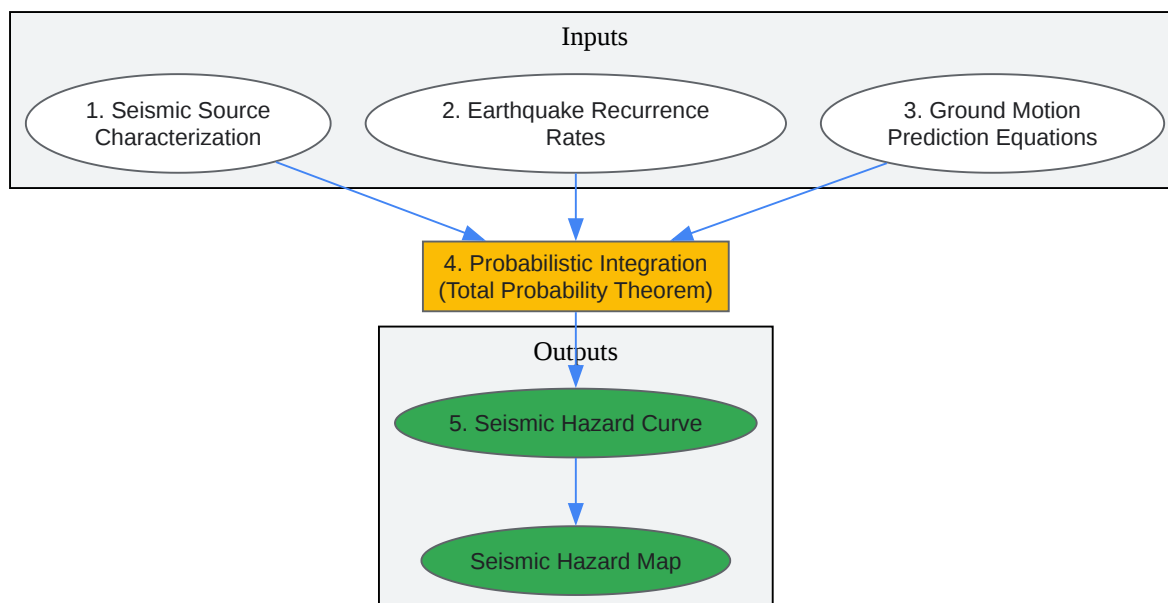 Inputs
1. Seismic Source
Characterization
2. Earthquake Recurrence
Rates
3. Ground Motion
Prediction Equations
4. Probabilistic Integration
(Total Probability Theorem)
Outputs
5. Seismic Hazard Curve
Seismic Hazard Map